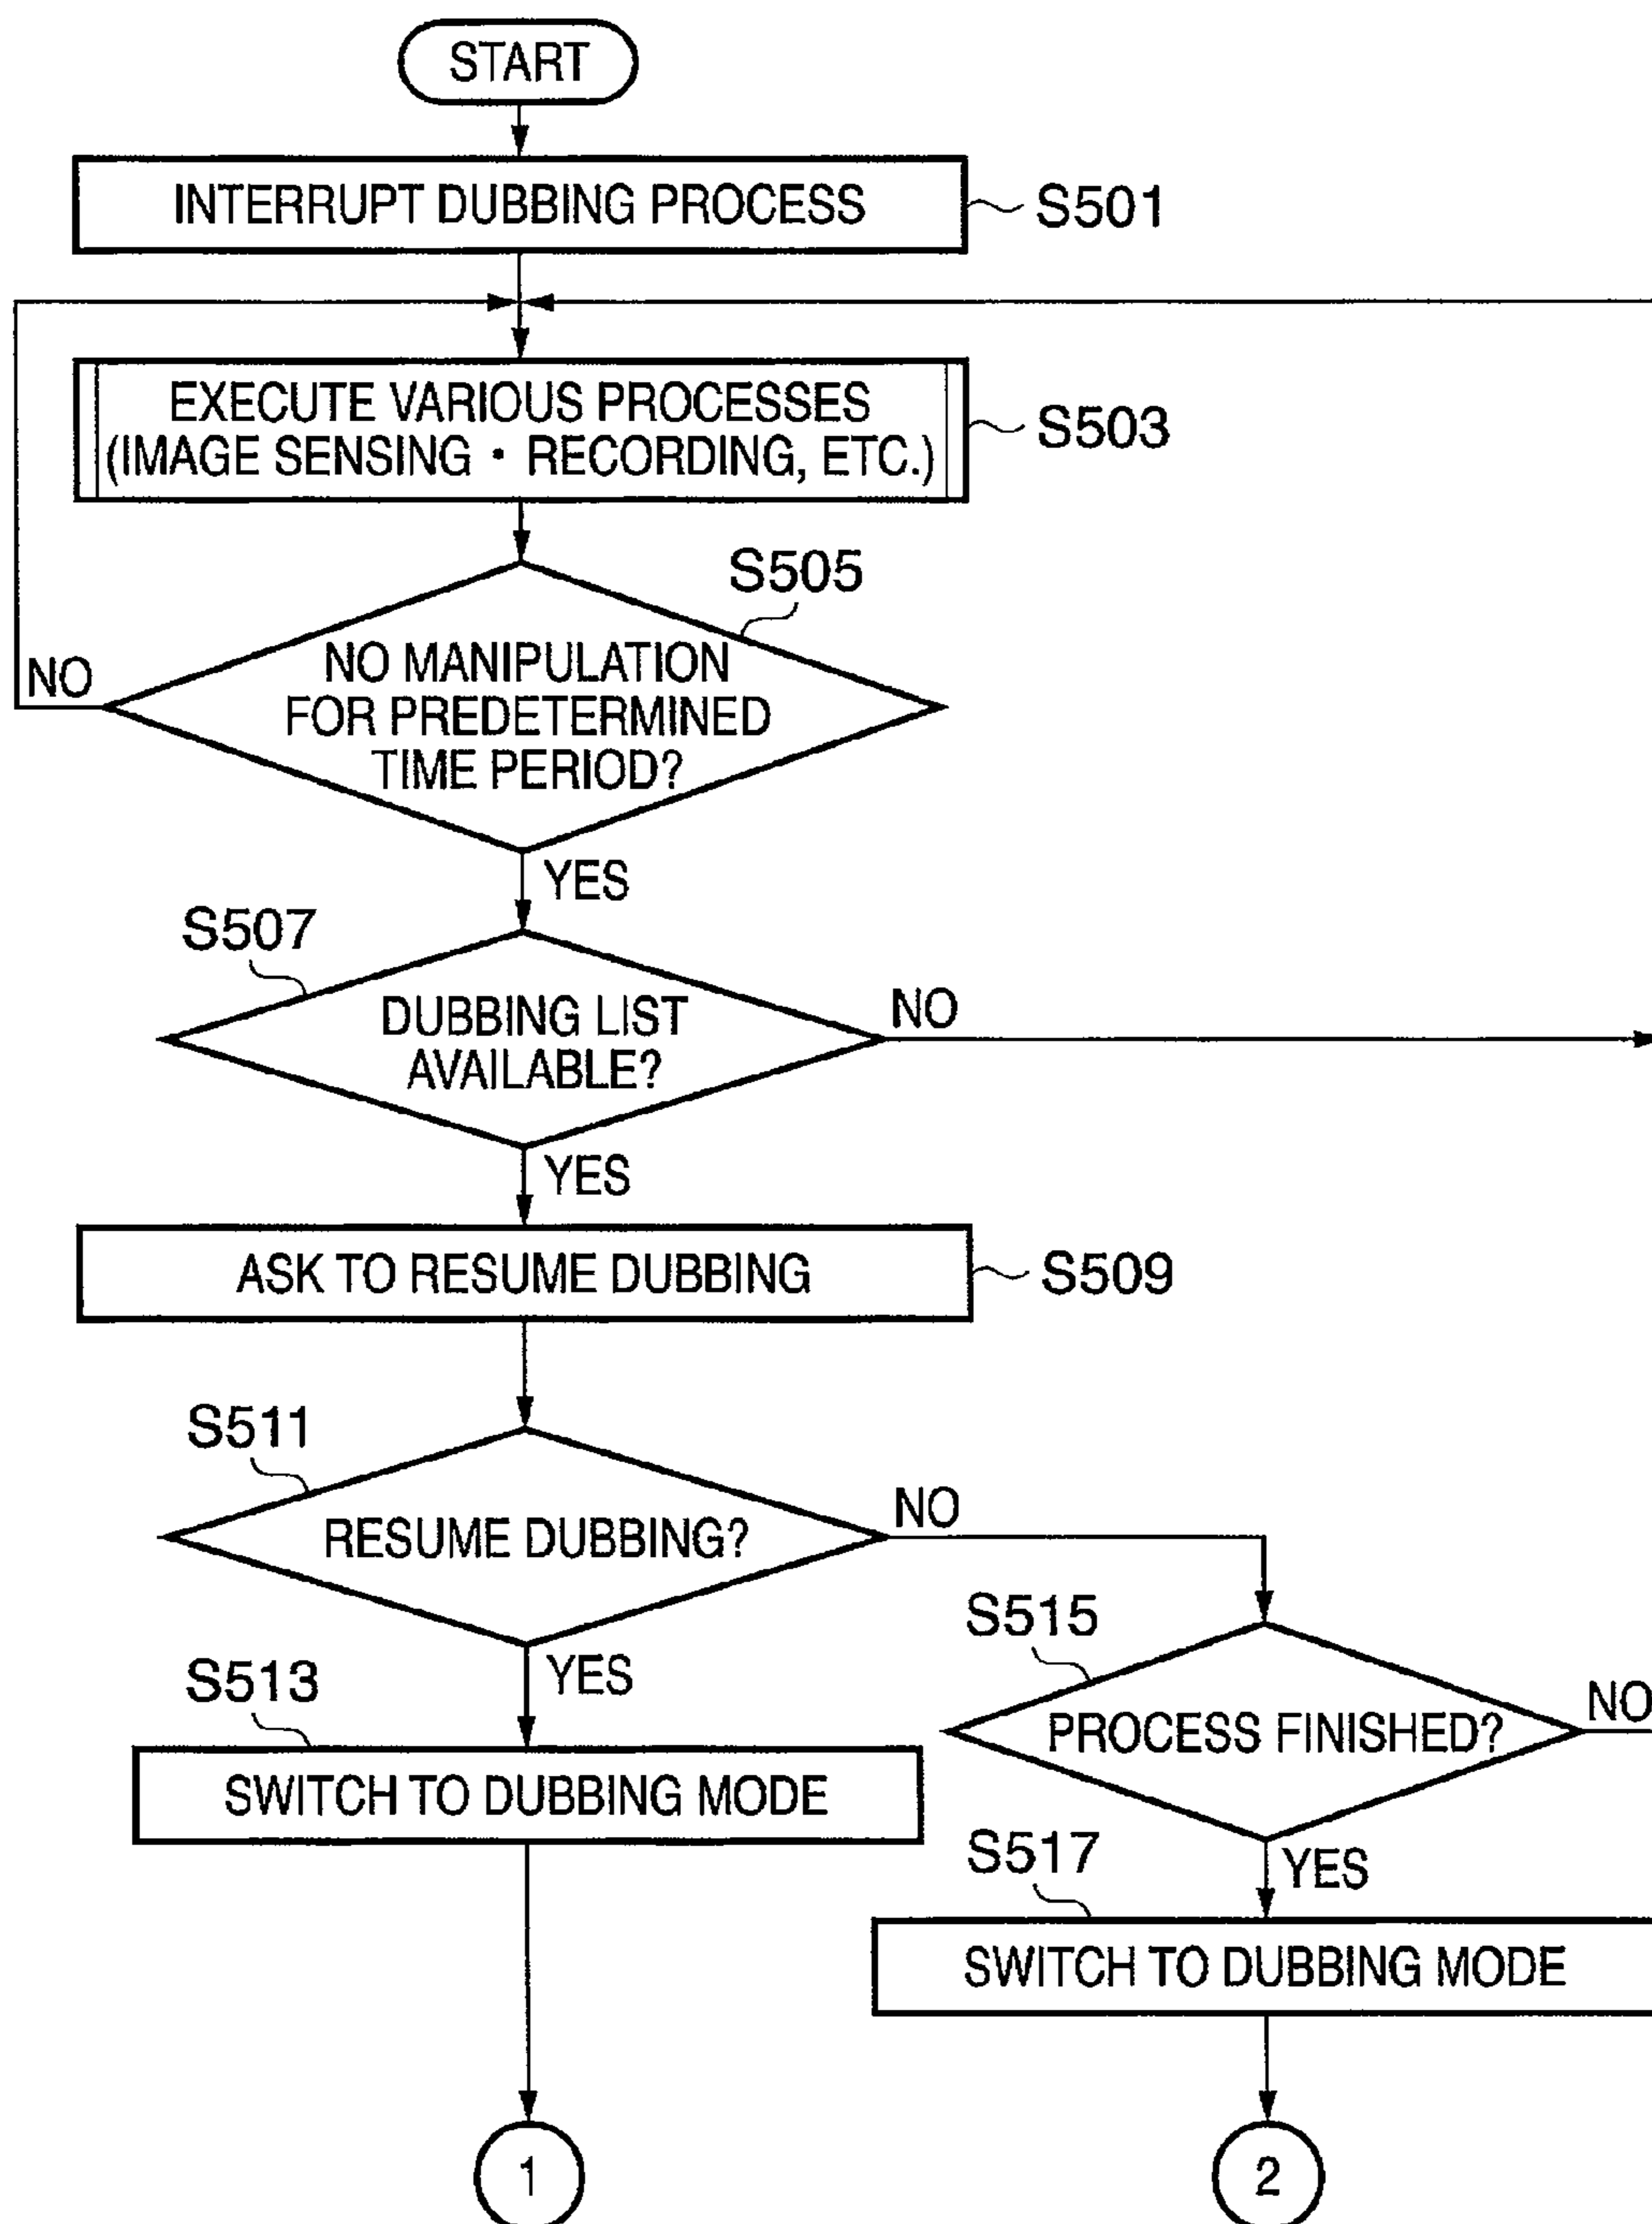 START
INTERRUPT DUBBING PROCESS
S501
EXECUTE VARIOUS PROCESSES
(IMAGE SENSING・RECORDING, ETC.)
S503
S505
NO MANIPULATION
FOR PREDETERMINED
TIME PERIOD?
NO
YES
S507
DUBBING LIST
AVAILABLE?
NO
YES
ASK TO RESUME DUBBING
S509
S511
RESUME DUBBING?
NO
YES
S515
PROCESS FINISHED?
NO
S513
SWITCH TO DUBBING MODE
YES
S517
SWITCH TO DUBBING MODE
1
2